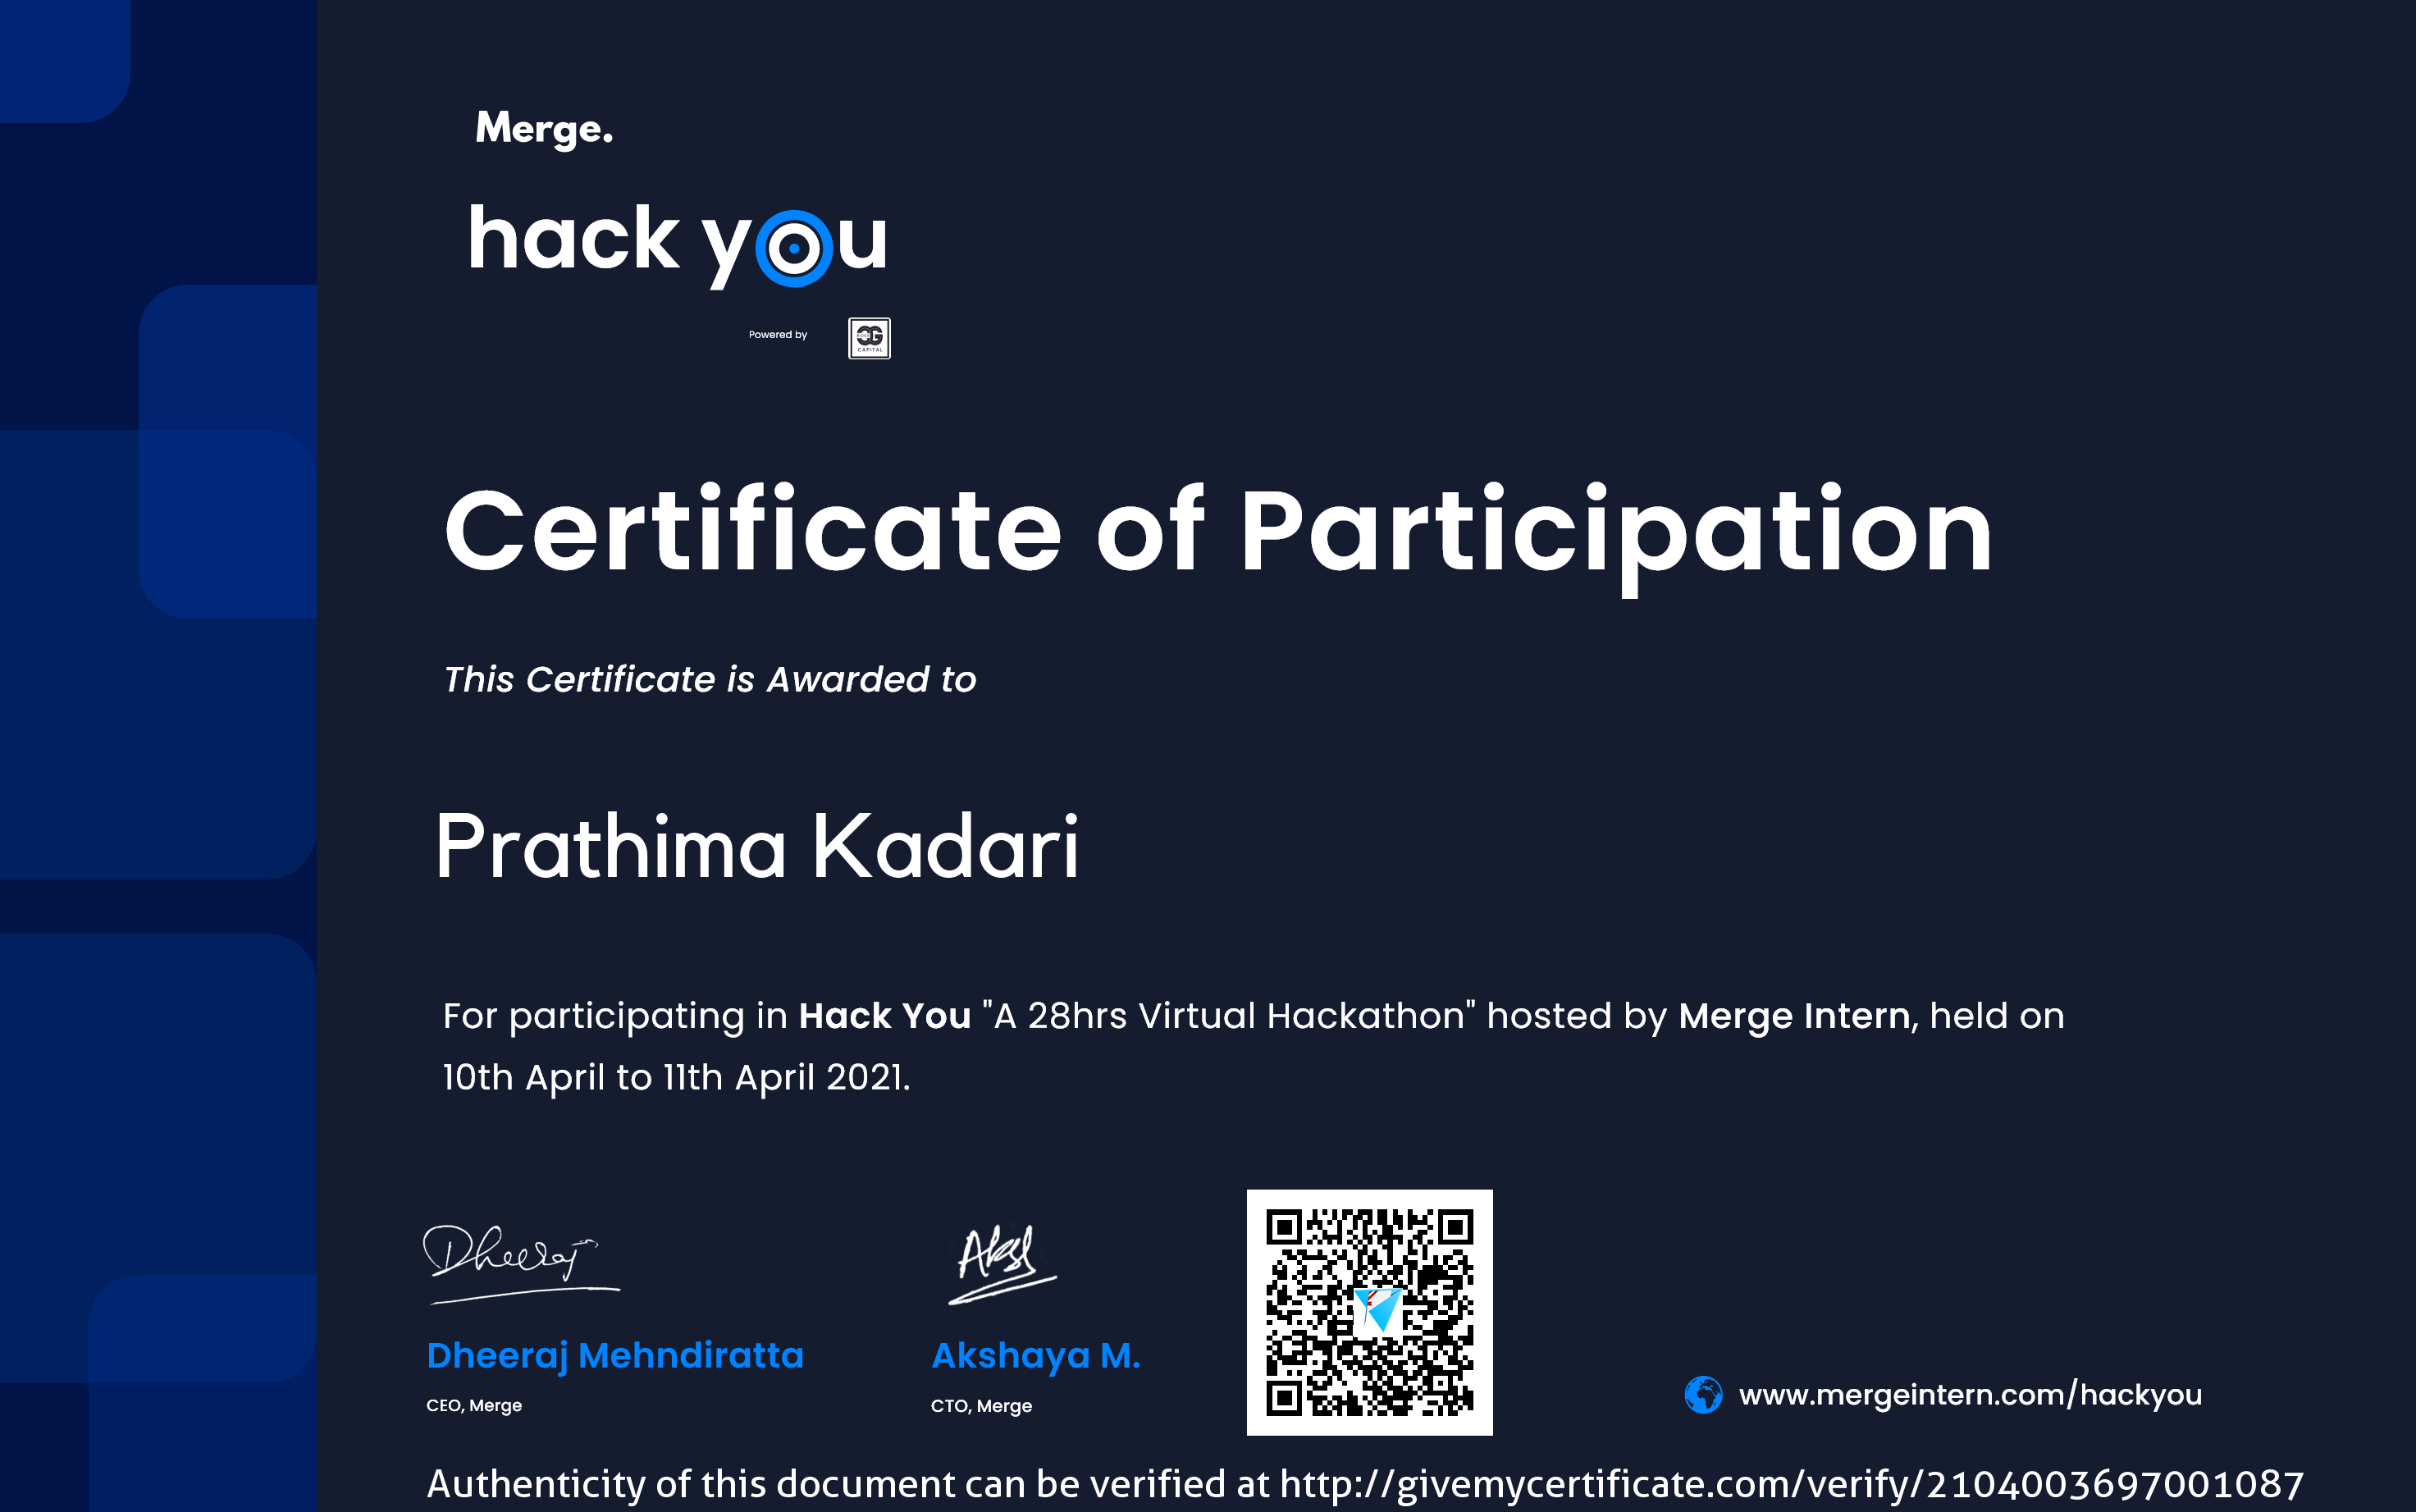 Merge.
hack you
Powered by
CG
CAPITAL
Certificate of Participation
This Certificate is Awarded to
Prathima Kadari
For participating in Hack You "A 28hrs Virtual Hackathon" hosted by Merge Intern, held on
10th April to 11th April 2021.
Dheeraj
Dheeraj Mehndiratta
Akshaya M.
CEO, Merge
CTO, Merge
www.mergeintern.com/hackyou
Authenticity of this document can be verified at http://givemycertificate.com/verify/2104003697001087